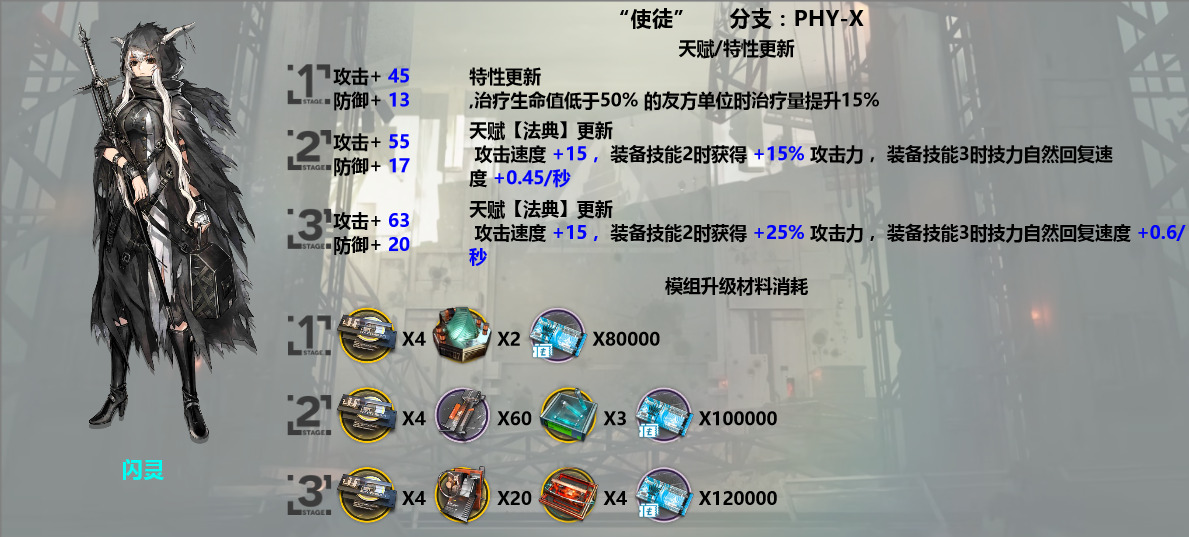 “使徒” 分支：PHY-X
天赋/特性更新
1 STAGE. 攻击+ 45 特性更新
防御+ 13 ,治疗生命值低于50% 的友方单位时治疗量提升15%
2 STAGE. 攻击+ 55 天赋【法典】更新
防御+ 17 攻击速度 +15， 装备技能2时获得 +15% 攻击力 ，装备技能3时技力自然回复速
度 +0.45/秒
3 STAGE. 攻击+ 63 天赋【法典】更新
防御+ 20 攻击速度 +15， 装备技能2时获得 +25% 攻击力 ，装备技能3时技力自然回复速度 +0.6/
秒
模组升级材料消耗
1 STAGE. X4 X2 X80000
2 STAGE. X4 X60 X3 X100000
3 STAGE. X4 X20 X4 X120000
闪灵